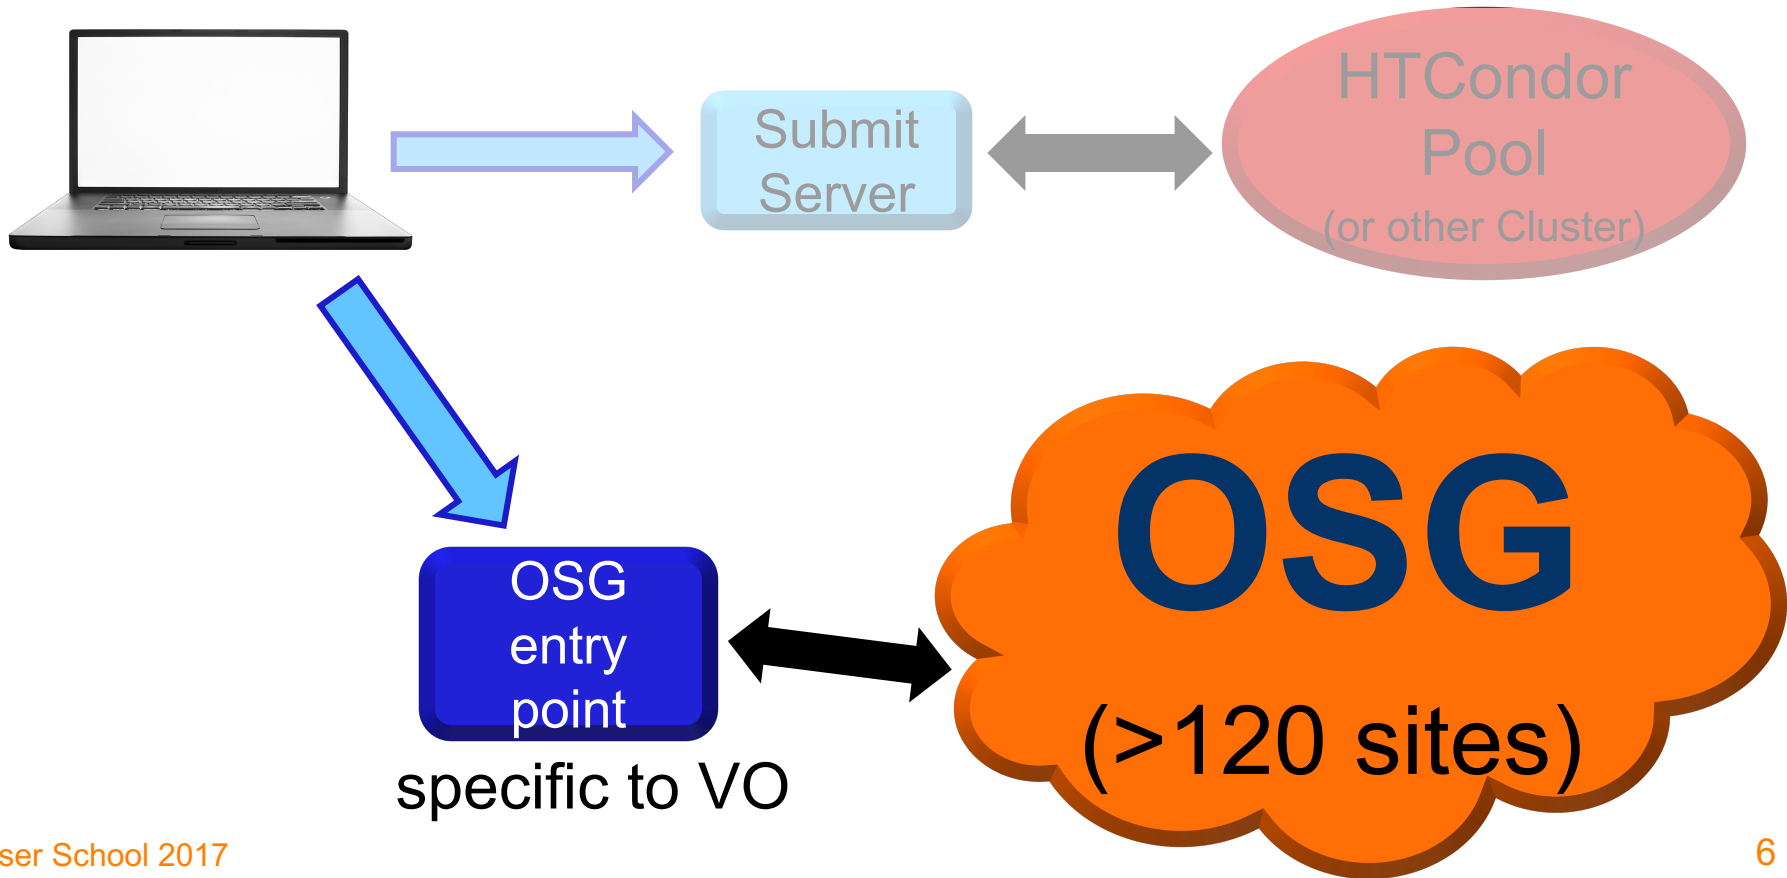 Submit
Server
HTCondor
Pool
(or other Cluster)
OSG
entry
point
specific to VO
OSG
(>120 sites)
ser School 2017
6